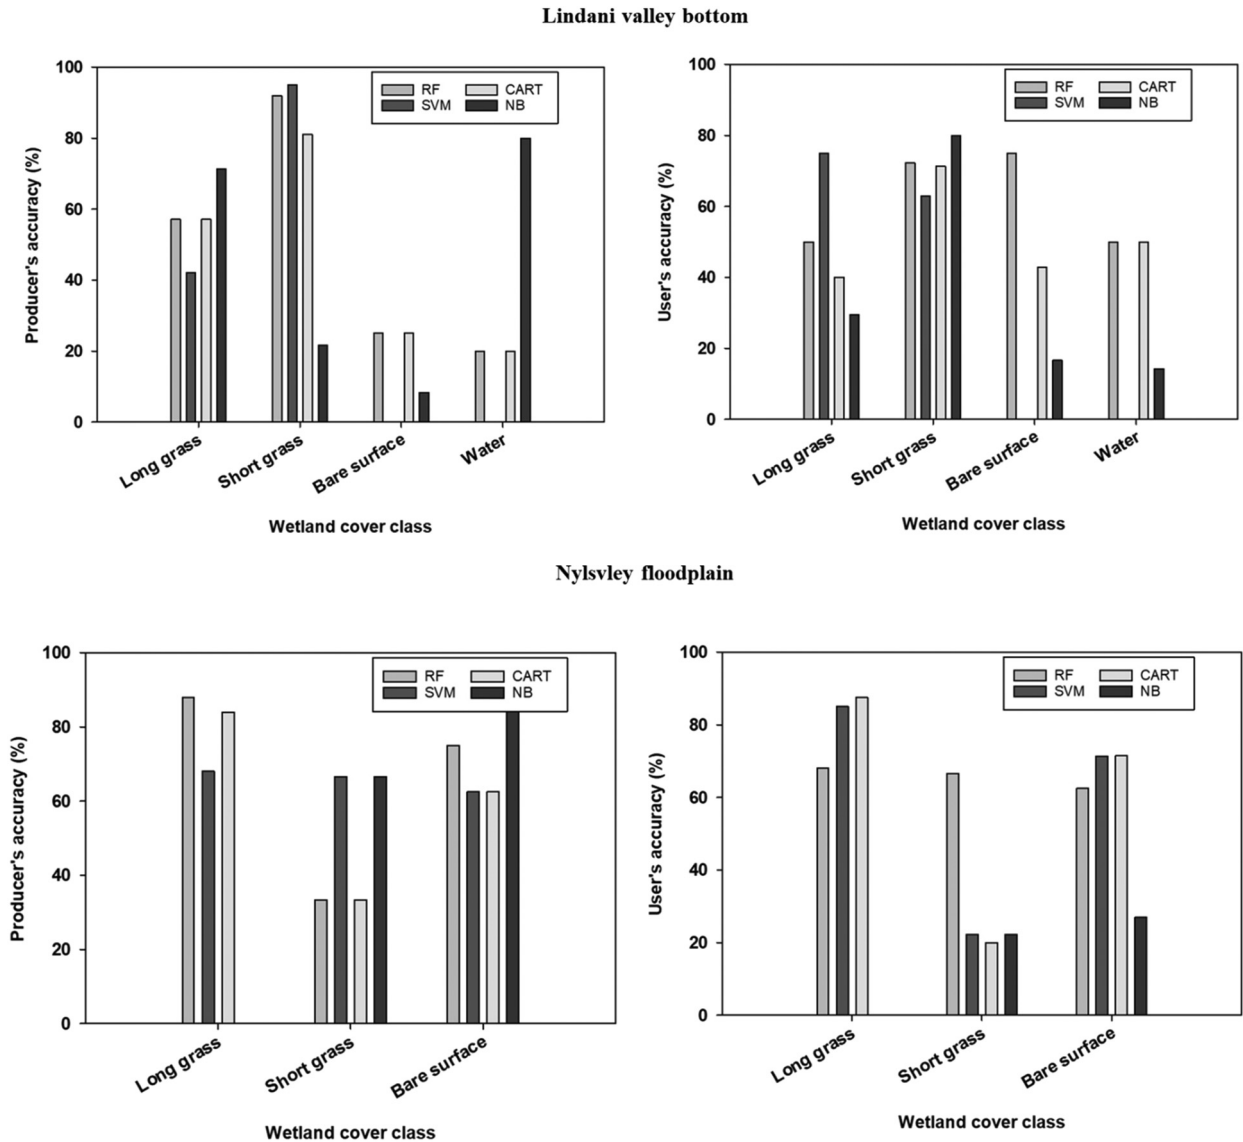 Lindani valley bottom
100
80
60
40
20
0
Producer's accuracy (%)
RF CART
SVM NB
Long grass
Short grass
Bare surface
Water
Wetland cover class
100
80
60
40
20
0
User's accuracy (%)
RF CART
SVM NB
Long grass
Short grass
Bare surface
Water
Wetland cover class
Nylsvley floodplain
100
80
60
40
20
0
Producer's accuracy (%)
RF CART
SVM NB
Long grass
Short grass
Bare surface
Wetland cover class
100
80
60
40
20
0
User's accuracy (%)
RF CART
SVM NB
Long grass
Short grass
Bare surface
Wetland cover class